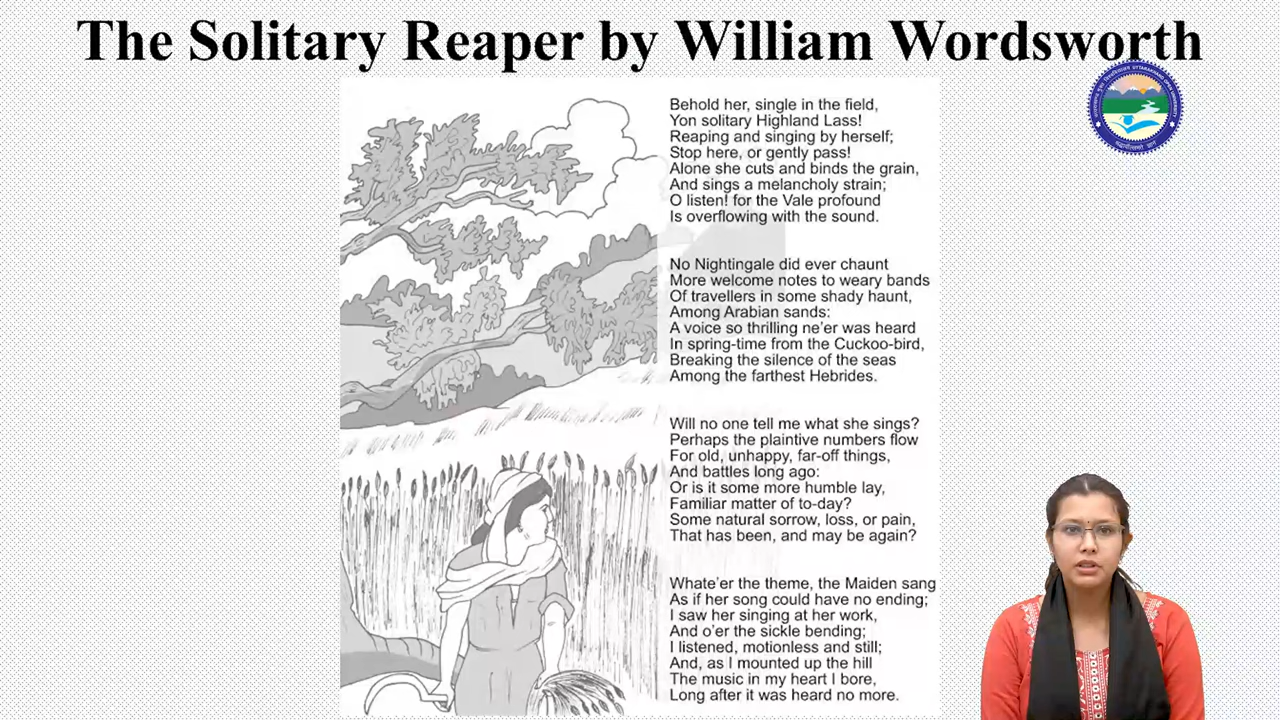 The Solitary Reaper by William Wordsworth
Behold her, single in the field,
Yon solitary Highland Lass!
Reaping and singing by herself;
Stop here, or gently pass!
Alone she cuts and binds the grain,
And sings a melancholy strain;
O listen! for the Vale profound
Is overflowing with the sound.
No Nightingale did ever chaunt
More welcome notes to weary bands
Of travellers in some shady haunt,
Among Arabian sands:
A voice so thrilling ne'er was heard
In spring-time from the Cuckoo-bird,
Breaking the silence of the seas
Among the farthest Hebrides.
Will no one tell me what she sings?
Perhaps the plaintive numbers flow
For old, unhappy, far-off things,
And battles long ago:
Or is it some more humble lay,
Familiar matter of to-day?
Some natural sorrow, loss, or pain,
That has been, and may be again?
Whate'er the theme, the Maiden sang
As if her song could have no ending;
I saw her singing at her work,
And o'er the sickle bending;
I listened, motionless and still;
And, as I mounted up the hill
The music in my heart I bore,
Long after it was heard no more.
UTTARAKHAND OPEN UNIVERSITY